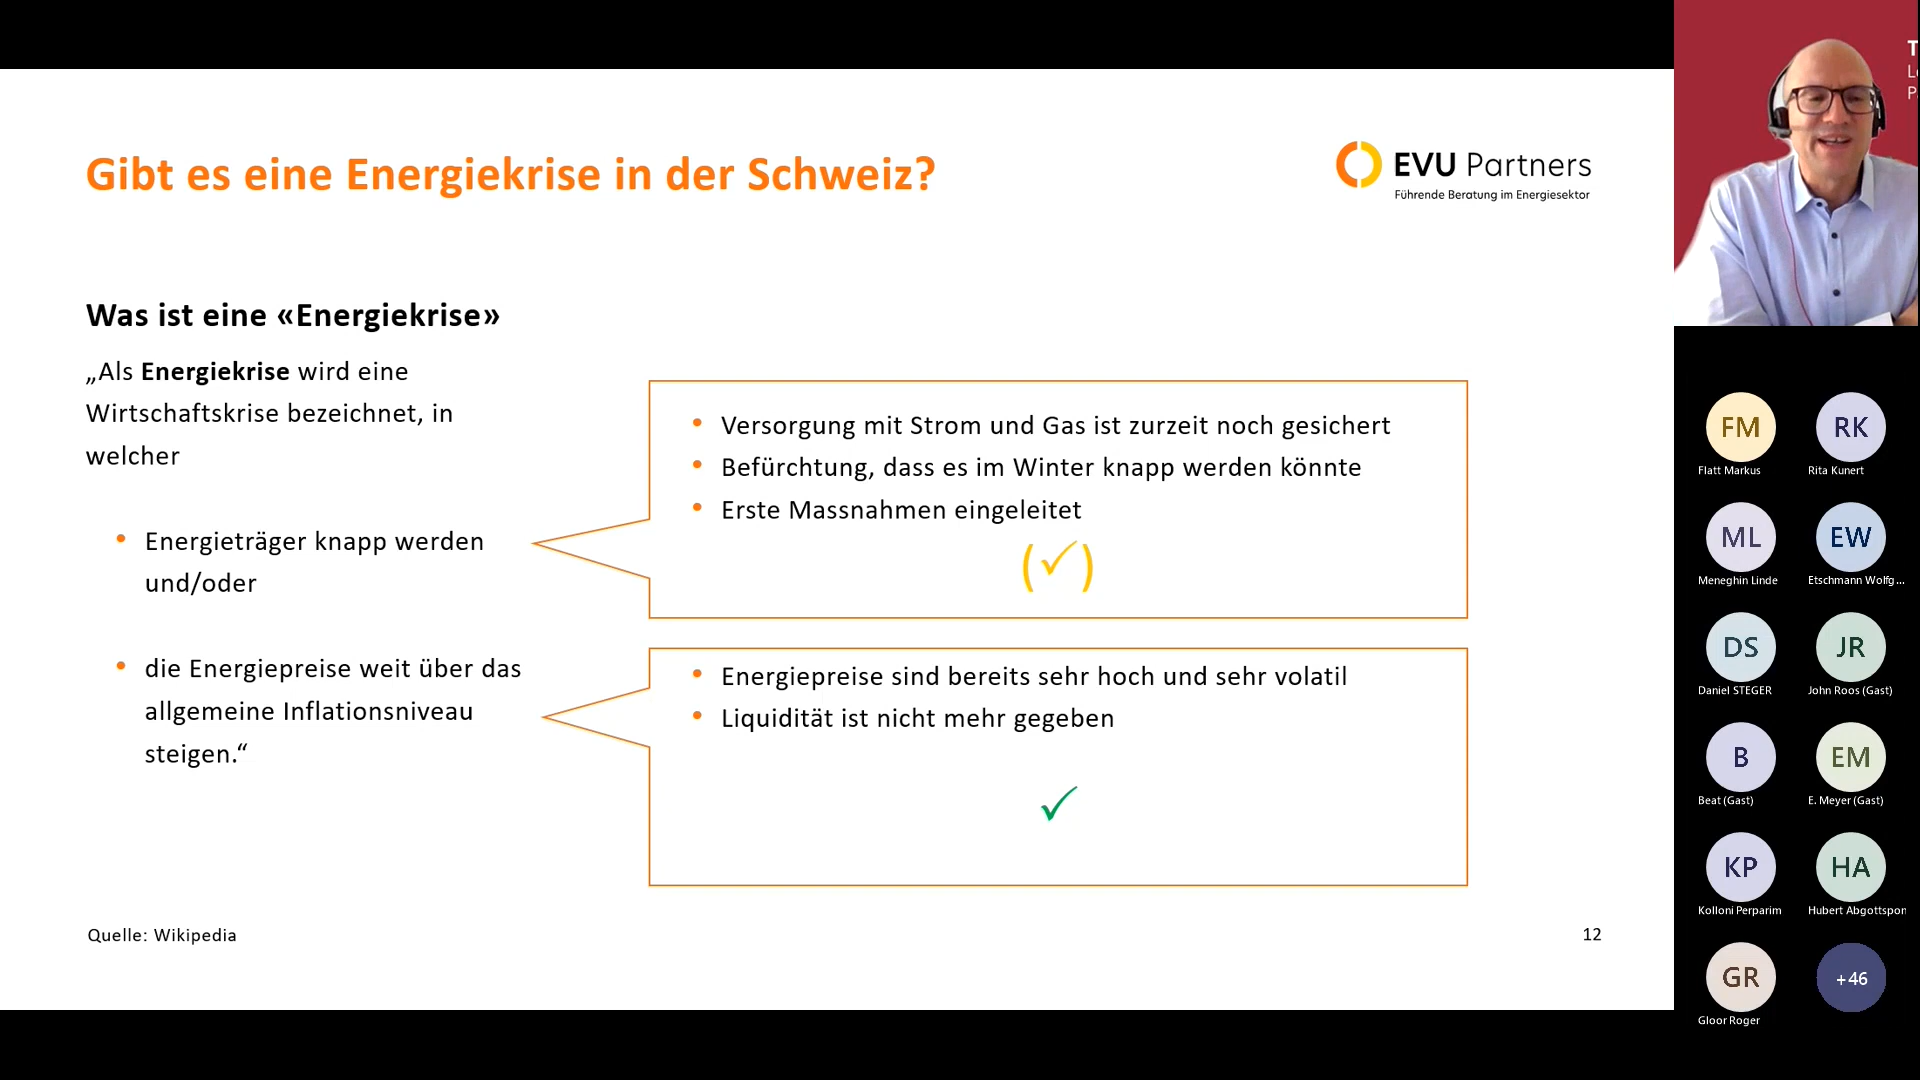 Gibt es eine Energiekrise in der Schweiz?
EVU Partners
Führende Beratung im Energiesektor
Was ist eine «Energiekrise»
„Als Energiekrise wird eine
Wirtschaftskrise bezeichnet, in
welcher
• Energieträger knapp werden
und/oder
• die Energiepreise weit über das
allgemeine Inflationsniveau
steigen.“
• Versorgung mit Strom und Gas ist zurzeit noch gesichert
• Befürchtung, dass es im Winter knapp werden könnte
• Erste Massnahmen eingeleitet
(✓)
• Energiepreise sind bereits sehr hoch und sehr volatil
• Liquidität ist nicht mehr gegeben
✓
Quelle: Wikipedia
12
FM
Flatt Markus
RK
Rita Kunert
ML
Meneghin Linde
EW
Etschmann Wolfg...
DS
Daniel STEGER
JR
John Roos (Gast)
B
Beat (Gast)
EM
E. Meyer (Gast)
KP
Kolloni Perparim
HA
Hubert Abgottspon
GR
Gloor Roger
+46